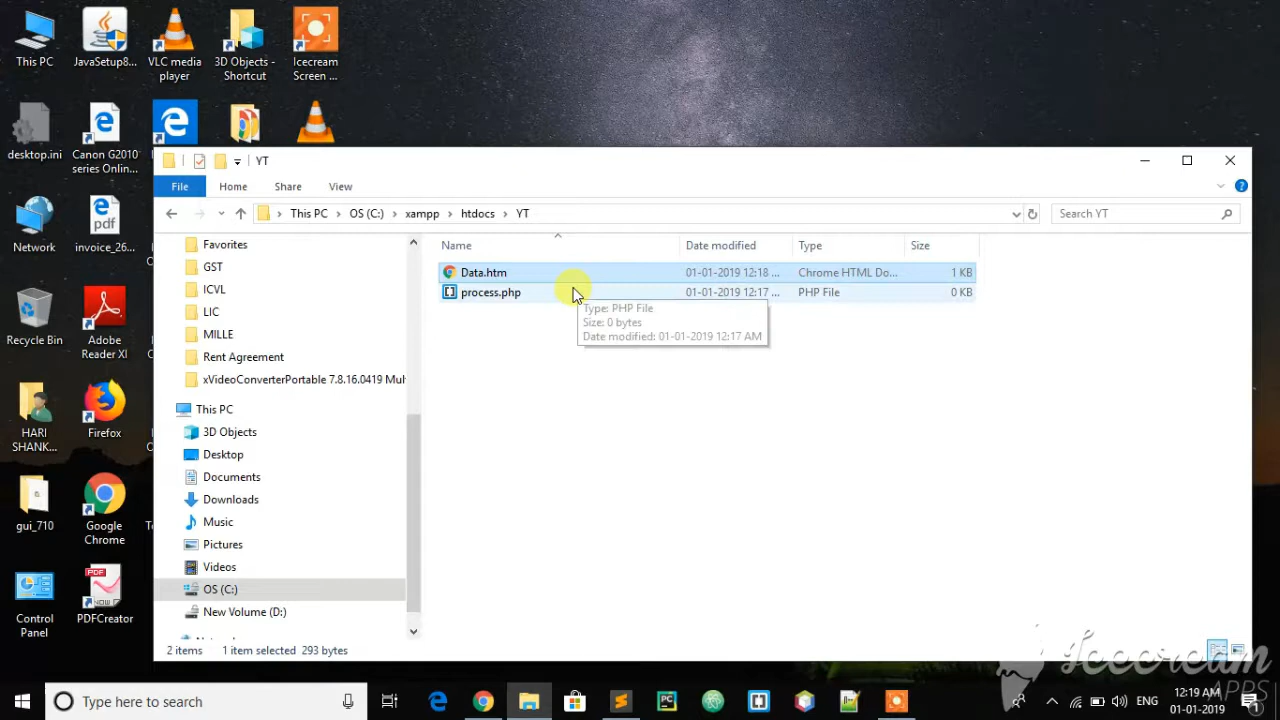 This PC
JavaSetup8...
VLC media
player
3D Objects -
Shortcut
Icecream
Screen ...
desktop.ini
Canon G2010
series Onlin...
Network
invoice_26...
Recycle Bin
Adobe
Reader XI
HARI
SHANK...
Firefox
gui_710
Google
Chrome
Control
Panel
PDFCreator
YT
File
Home
Share
View
This PC > OS (C:) > xampp > htdocs > YT
Search YT
Favorites
GST
ICVL
LIC
MILLE
Rent Agreement
xVideoConverterPortable 7.8.16.0419 Mul
This PC
3D Objects
Desktop
Documents
Downloads
Music
Pictures
Videos
OS (C:)
New Volume (D:)
Name Date modified Type Size
Data.htm 01-01-2019 12:18 ... Chrome HTML Do... 1 KB
process.php 01-01-2019 12:17 ... PHP File 0 KB
Type: PHP File
Size: 0 bytes
Date modified: 01-01-2019 12:17 AM
2 items 1 item selected 293 bytes
Icecream
APPS
Type here to search
ENG
12:19 AM
01-01-2019